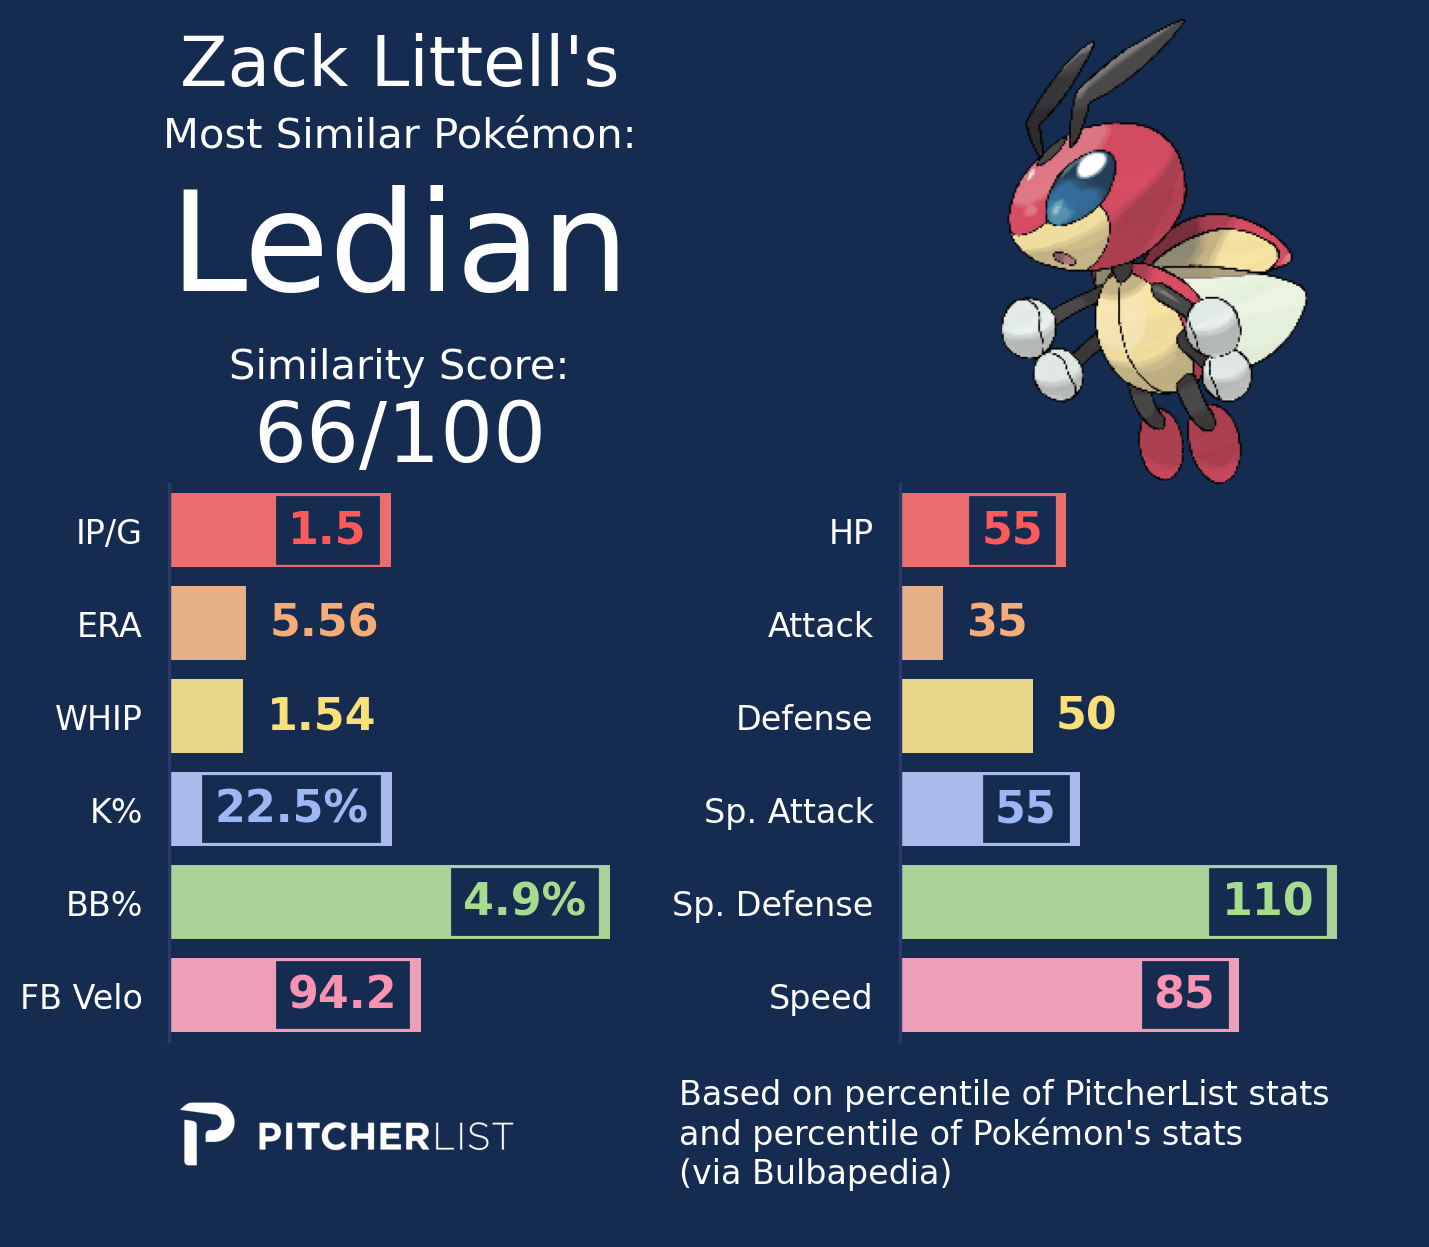 Zack Littell's
Most Similar Pokémon:
Ledian
Similarity Score:
66/100
IP/G 1.5
ERA 5.56
WHIP 1.54
K% 22.5%
BB% 4.9%
FB Velo 94.2
HP 55
Attack 35
Defense 50
Sp. Attack 55
Sp. Defense 110
Speed 85
PITCHERLIST
Based on percentile of PitcherList stats
and percentile of Pokémon's stats
(via Bulbapedia)